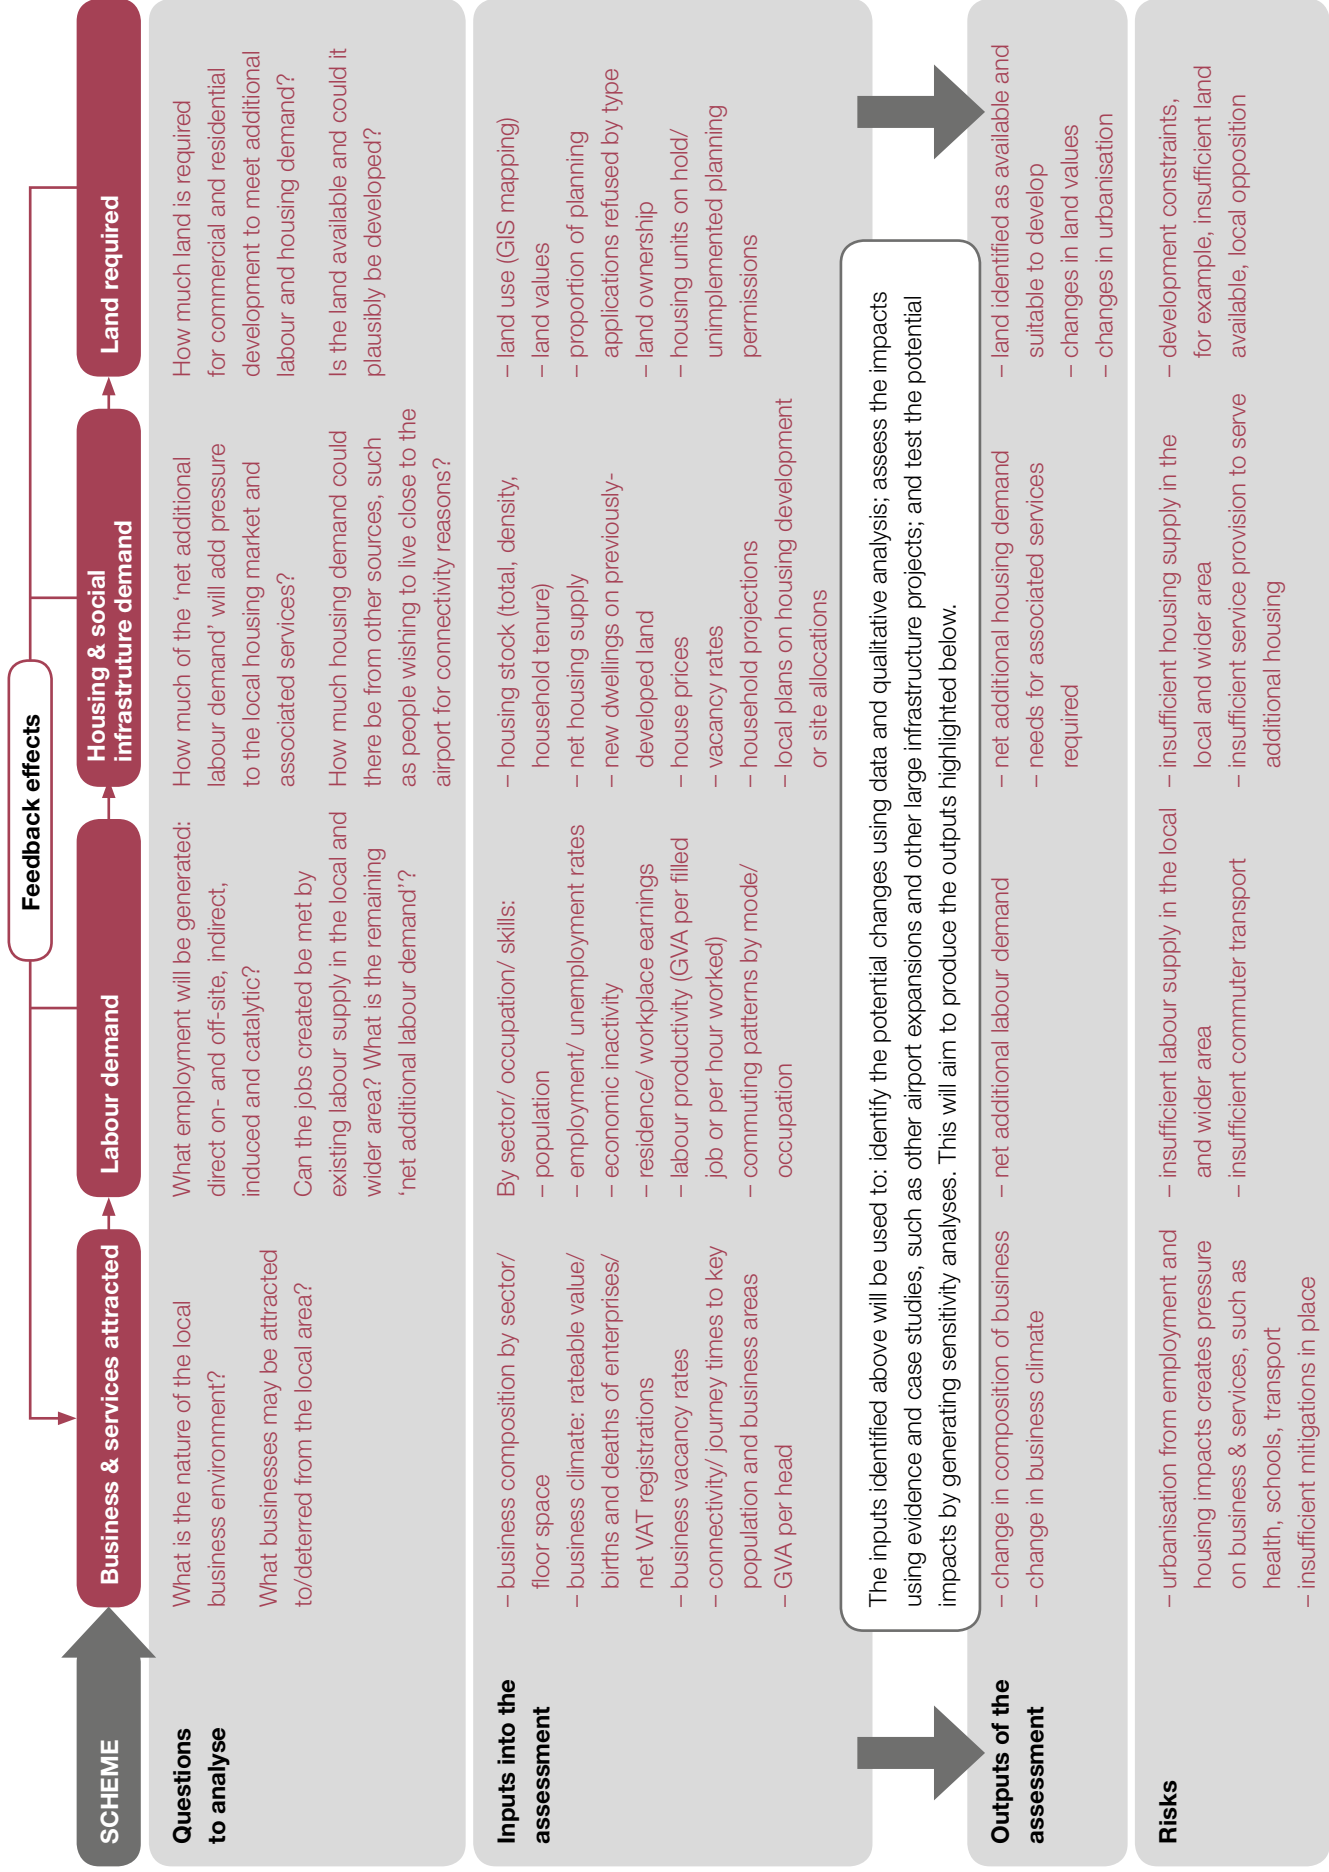 Feedback effects
SCHEME
Business & services attracted
Labour demand
Housing & social
infrastruture demand
Land required
Questions
to analyse
What is the nature of the local
business environment?
What businesses may be attracted
to/deterred from the local area?
What employment will be generated:
direct on- and off-site, indirect,
induced and catalytic?
Can the jobs created be met by
existing labour supply in the local and
wider area? What is the remaining
‘net additional labour demand’?
How much of the ‘net additional
labour demand’ will add pressure
to the local housing market and
associated services?
How much housing demand could
there be from other sources, such
as people wishing to live close to the
airport for connectivity reasons?
How much land is required
for commercial and residential
development to meet additional
labour and housing demand?
Is the land available and could it
plausibly be developed?
Inputs into the
assessment
– business composition by sector/
floor space
– business climate: rateable value/
births and deaths of enterprises/
net VAT registrations
– business vacancy rates
– connectivity/ journey times to key
population and business areas
– GVA per head
By sector/ occupation/ skills:
– population
– employment/ unemployment rates
– economic inactivity
– residence/ workplace earnings
– labour productivity (GVA per filled
job or per hour worked)
– commuting patterns by mode/
occupation
– housing stock (total, density,
household tenure)
– net housing supply
– new dwellings on previously-
developed land
– house prices
– vacancy rates
– household projections
– local plans on housing development
or site allocations
– land use (GIS mapping)
– land values
– proportion of planning
applications refused by type
– land ownership
– housing units on hold/
unimplemented planning
permissions
The inputs identified above will be used to: identify the potential changes using data and qualitative analysis; assess the impacts
using evidence and case studies, such as other airport expansions and other large infrastructure projects; and test the potential
impacts by generating sensitivity analyses. This will aim to produce the outputs highlighted below.
Outputs of the
assessment
– change in composition of business
– change in business climate
– net additional labour demand
– net additional housing demand
– needs for associated services
required
– land identified as available and
suitable to develop
– changes in land values
– changes in urbanisation
Risks
– urbanisation from employment and
housing impacts creates pressure
on business & services, such as
health, schools, transport
– insufficient mitigations in place
– insufficient labour supply in the local
and wider area
– insufficient commuter transport
– insufficient housing supply in the
local and wider area
– insufficient service provision to serve
additional housing
– development constraints,
for example, insufficient land
available, local opposition